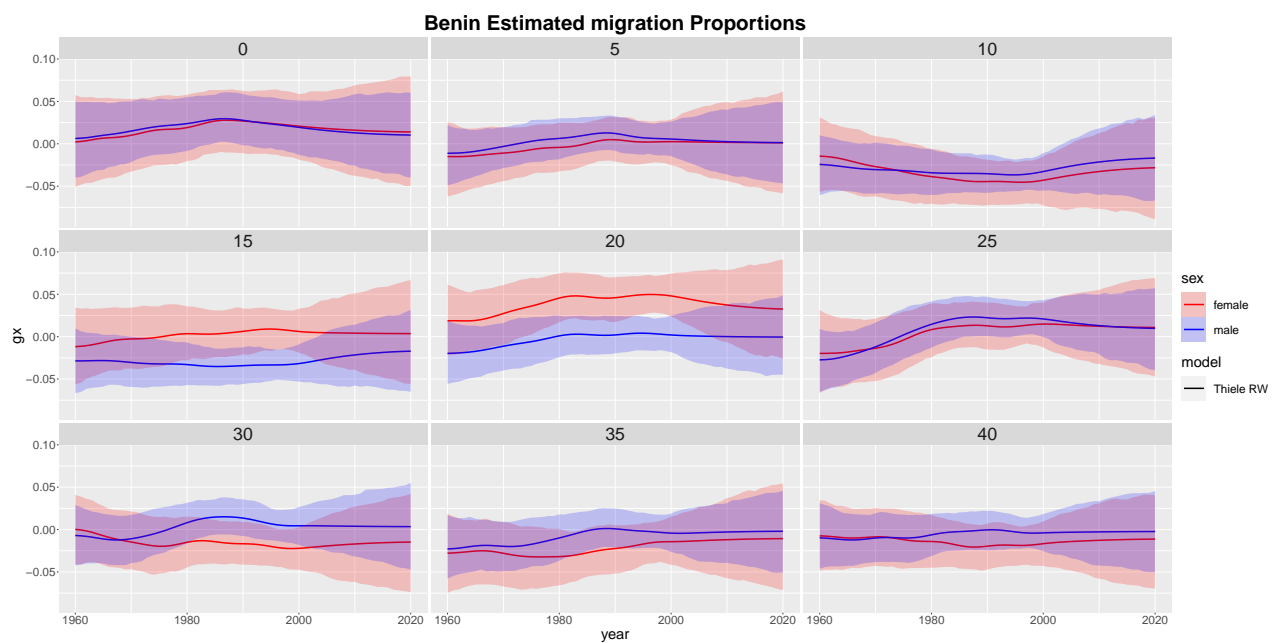 Benin Estimated migration Proportions
0 5 10
0.10
0.05
0.00
−0.05
15 20 25
0.10
0.05
0.00
−0.05
30 35 40
0.10
0.05
0.00
−0.05
1960 1980 2000 2020 1960 1980 2000 2020 1960 1980 2000 2020
year
gx
sex
female
male
model
Thiele RW